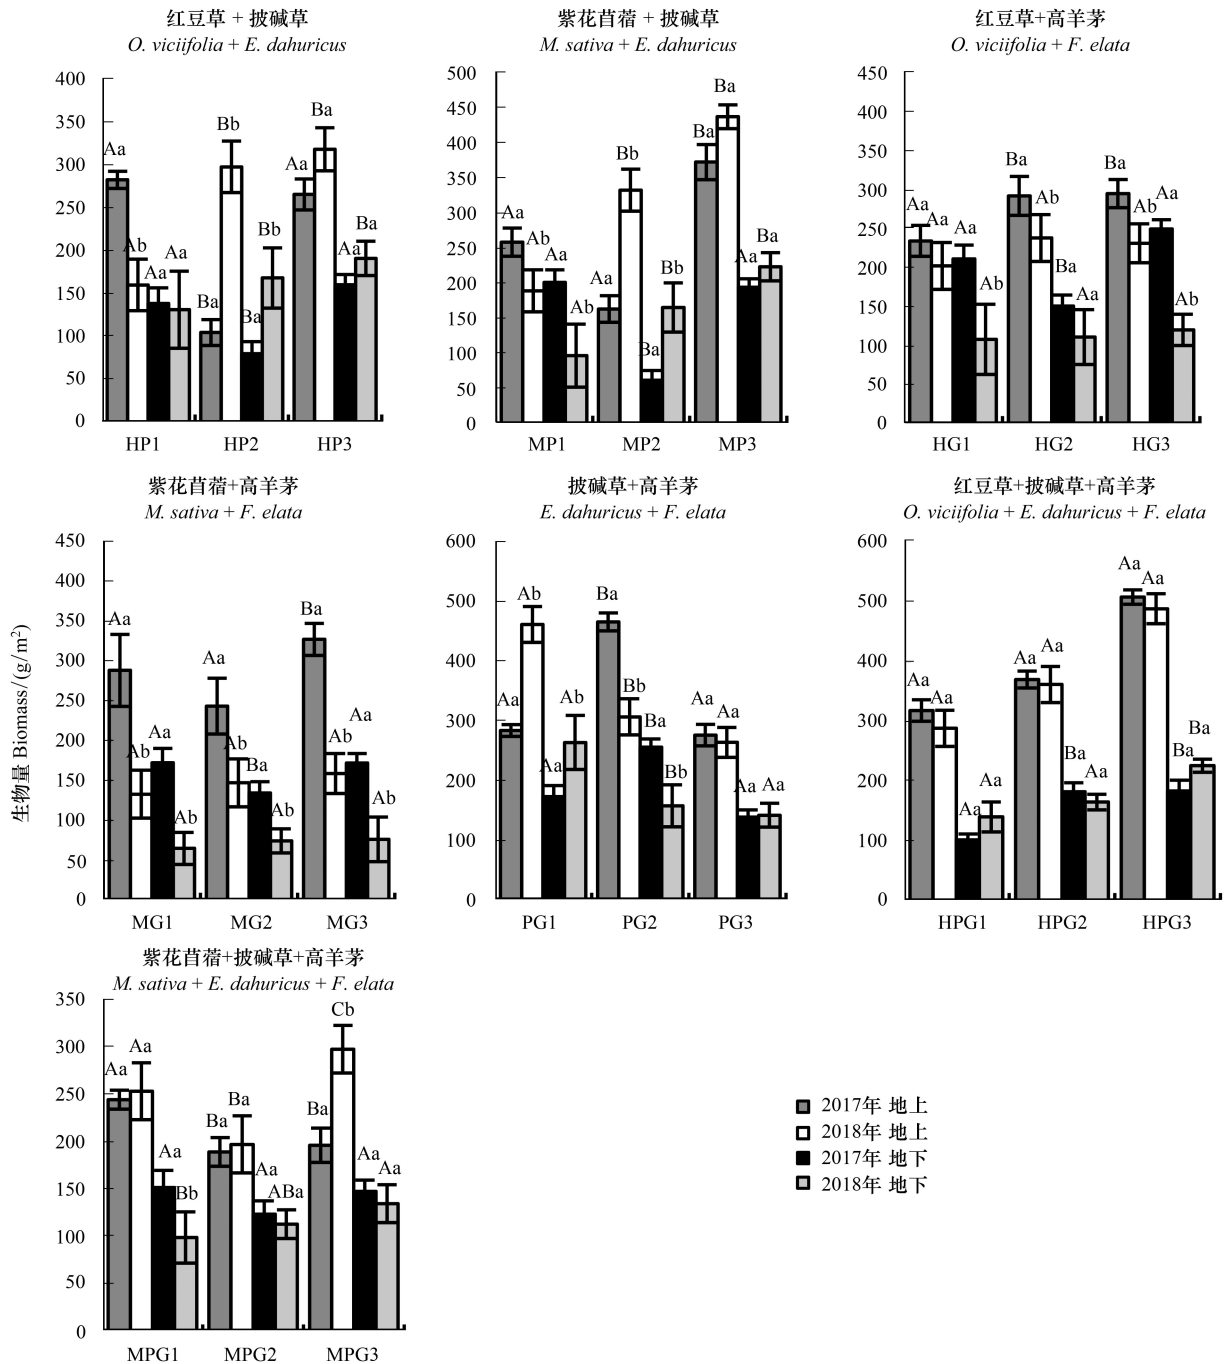 红豆草 + 披碱草
O. viciifolia + E. dahuricus
400
350
300
250
200
150
100
50
0
Aa
Ab
Aa
Aa
Ba
Bb
Ba
Bb
Aa
Ba
Aa
Ba
HP1 HP2 HP3
紫花苜蓿 + 披碱草
M. sativa + E. dahuricus
500
450
400
350
300
250
200
150
100
50
0
Aa
Ab
Aa
Ab
Aa
Bb
Ba
Bb
Ba
Ba
Aa
Ba
MP1 MP2 MP3
红豆草+高羊茅
O. viciifolia + F. elata
450
400
350
300
250
200
150
100
50
0
Aa
Aa
Aa
Ab
Ba
Ab
Ba
Aa
Ba
Ab
Aa
Ab
HG1 HG2 HG3
生物量 Biomass/(g/m²)
紫花苜蓿+高羊茅
M. sativa + F. elata
450
400
350
300
250
200
150
100
50
0
Aa
Ab
Aa
Ab
Aa
Ab
Ba
Ab
Ba
Ab
Aa
Ab
MG1 MG2 MG3
披碱草+高羊茅
E. dahuricus + F. elata
600
500
400
300
200
100
0
Aa
Ab
Aa
Ab
Ba
Bb
Ba
Bb
Aa
Aa
Aa
Aa
PG1 PG2 PG3
红豆草+披碱草+高羊茅
O. viciifolia + E. dahuricus + F. elata
600
500
400
300
200
100
0
Aa
Aa
Aa
Aa
Aa
Aa
Ba
Aa
Aa
Aa
Ba
Ba
HPG1 HPG2 HPG3
紫花苜蓿+披碱草+高羊茅
M. sativa + E. dahuricus + F. elata
350
300
250
200
150
100
50
0
Aa
Aa
Aa
Bb
Ba
Ba
Aa
ABa
Ba
Cb
Aa
Aa
MPG1 MPG2 MPG3
2017年 地上
2018年 地上
2017年 地下
2018年 地下